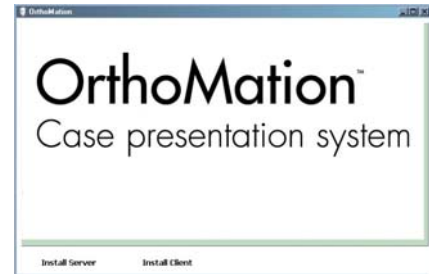 OrthoMation
OrthoMation™
Case presentation system
Install Server Install Client